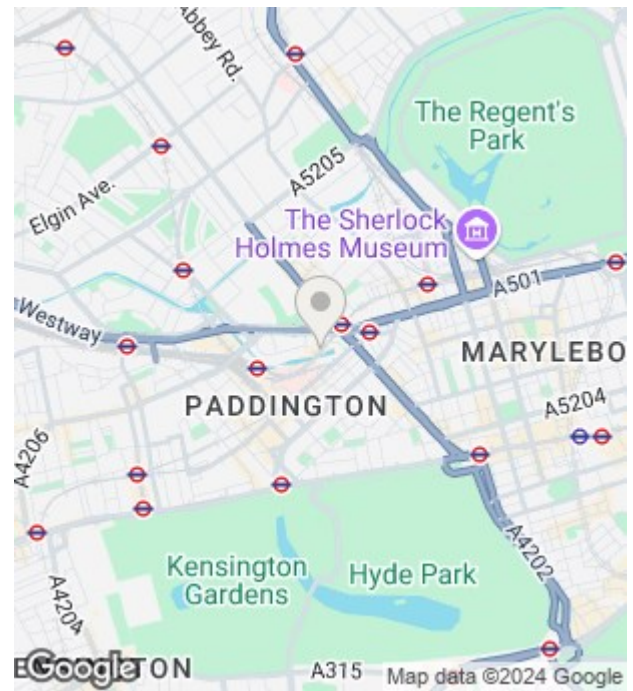 Abbey Rd.
The Regent's
Park
A5205
Elgin Ave.
The Sherlock
Holmes Museum
A501
Westway
MARYLEBO
PADDINGTON
A5204
A4206
A4202
Kensington
Gardens
Hyde Park
A4204
Google
TON
A315
Map data ©2024 Google